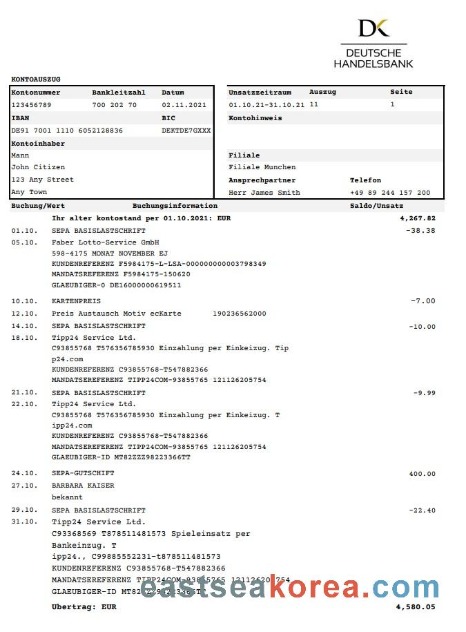 DK
DEUTSCHE
HANDELSBANK
KONTOAUSZUG
Kontonummer Bankleitzahl Datum
123456789 700 202 70 02.11.2021
IBAN BIC
DE91 7001 1110 6052128836 DEKTDE7GXXX
Kontoinhaber
Mann
John Citizen
123 Any Street
Any Town
Umsatzzeitraum Auszug Seite
01.10.21-31.10.21 11 1
Kontohinweis
Filiale
Filiale Munchen
Ansprechpartner Telefon
Herr James Smith +49 89 244 157 200
Buchung/Wert Buchungsinformation Saldo/Unsatz
Ihr alter kontostand per 01.10.2021: EUR 4,267.82
01.10. SEPA BASISLASTSCHRIFT -38.38
05.10. Faber Lotto-Service GmbH
598-4175 MONAT NOVEMBER EJ
KUNDENREFERENZ F5984175-L-LSA-000000000003798349
MANDATSREFERENZ F5984175-150620
GLAEUBIGER-0 DE16000000619511
10.10. KARTENPREIS -7.00
12.10. Preis Austausch Motiv ecKarte 190236562000
14.10. SEPA BASISLASTSCHRIFT -10.00
18.10. Tipp24 Service Ltd.
C93855768 T576356785930 Einzahlung per Einkeizug. Tip
p24.com
KUNDENREFERENZ C93855768-T547882366
MANDATSEREFERENZ TIPP24COM-93855765 121126205754
21.10. SEPA BASISLASTSCHRIFT -9.99
22.10. Tipp24 Service Ltd.
C93855768 T576356785930 Einzahlung per Einkeizug. T
ipp24.com
KUNDENREFERENZ C93855768-T547882366
MANDATSREFERENZ TIPP24COM-93855765 121126205754
GLAEUBIGER-ID MT82ZZZ98223366TT
24.10. SEPA-GUTSCHIFT 400.00
27.10. BARBARA KAISER
bekannt
29.10. SEPA BASISLASTSCHRIFT -22.40
31.10. Tipp24 Service Ltd.
C93368569 T878511481573 Spieleinsatz per
Bankeinzug. T
ipp24., C99885552231-t878511481573
KUNDENREFERENZ C93855765-T547882366
MANDATSEREFERENZ TIPP24COM-93855765 121126205754
GLAEUBIGER-ID
eastseakorea.com
Ubertrag: EUR 4,580.05